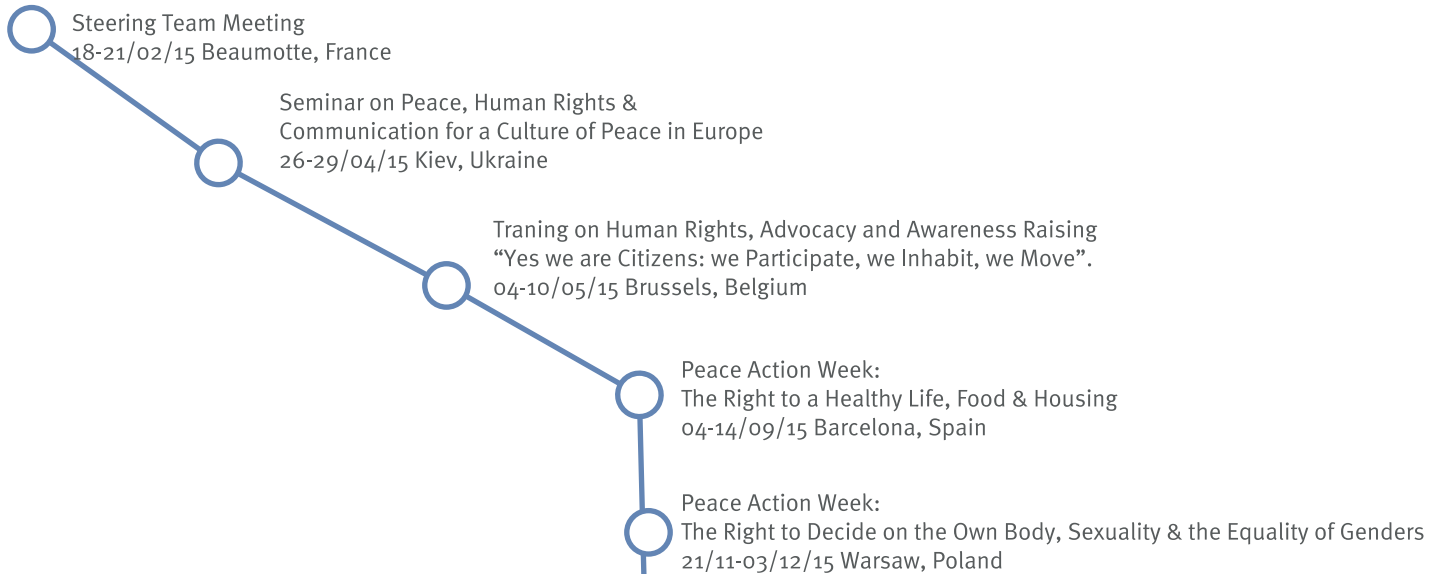 Steering Team Meeting
18-21/02/15 Beaumotte, France
Seminar on Peace, Human Rights &
Communication for a Culture of Peace in Europe
26-29/04/15 Kiev, Ukraine
Traning on Human Rights, Advocacy and Awareness Raising
“Yes we are Citizens: we Participate, we Inhabit, we Move”.
04-10/05/15 Brussels, Belgium
Peace Action Week:
The Right to a Healthy Life, Food & Housing
04-14/09/15 Barcelona, Spain
Peace Action Week:
The Right to Decide on the Own Body, Sexuality & the Equality of Genders
21/11-03/12/15 Warsaw, Poland